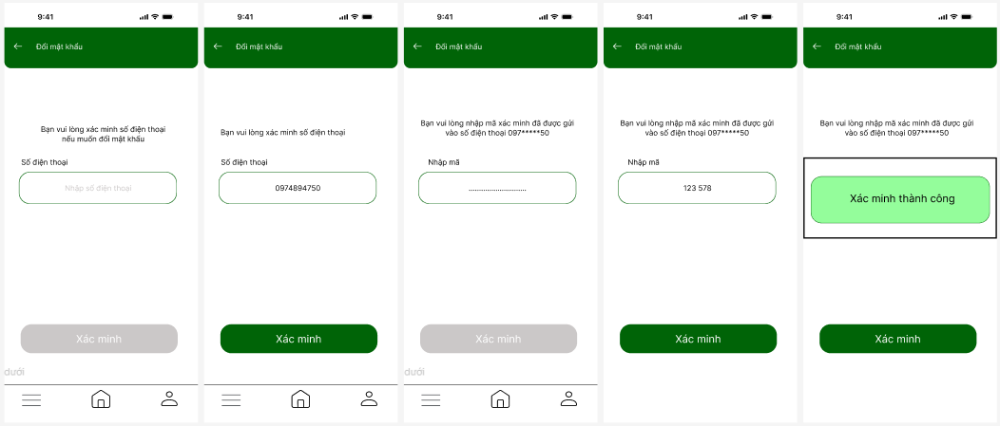 9:41
Đổi mật khẩu
Bạn vui lòng xác minh số điện thoại
nếu muốn đổi mật khẩu
Số điện thoại
Nhập số điện thoại
Xác minh
dưới
9:41
Đổi mật khẩu
Bạn vui lòng xác minh số điện thoại
Số điện thoại
0974894750
Xác minh
9:41
Đổi mật khẩu
Bạn vui lòng nhập mã xác minh đã được gửi
vào số điện thoại 097*****50
Nhập mã
............................
Xác minh
dưới
9:41
Đổi mật khẩu
Bạn vui lòng nhập mã xác minh đã được gửi
vào số điện thoại 097*****50
Nhập mã
123 578
Xác minh
9:41
Đổi mật khẩu
Bạn vui lòng nhập mã xác minh đã được gửi
vào số điện thoại 097*****50
Xác minh thành công
Xác minh